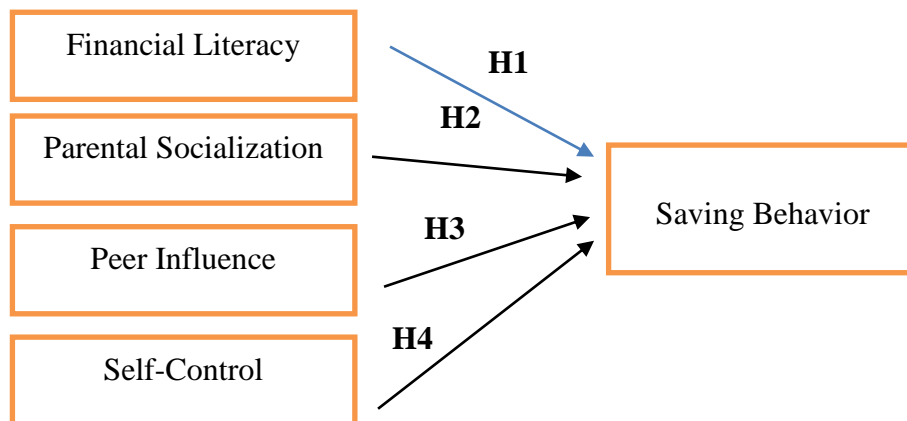 Financial Literacy
H1
H2
Parental Socialization
Saving Behavior
H3
Peer Influence
H4
Self-Control